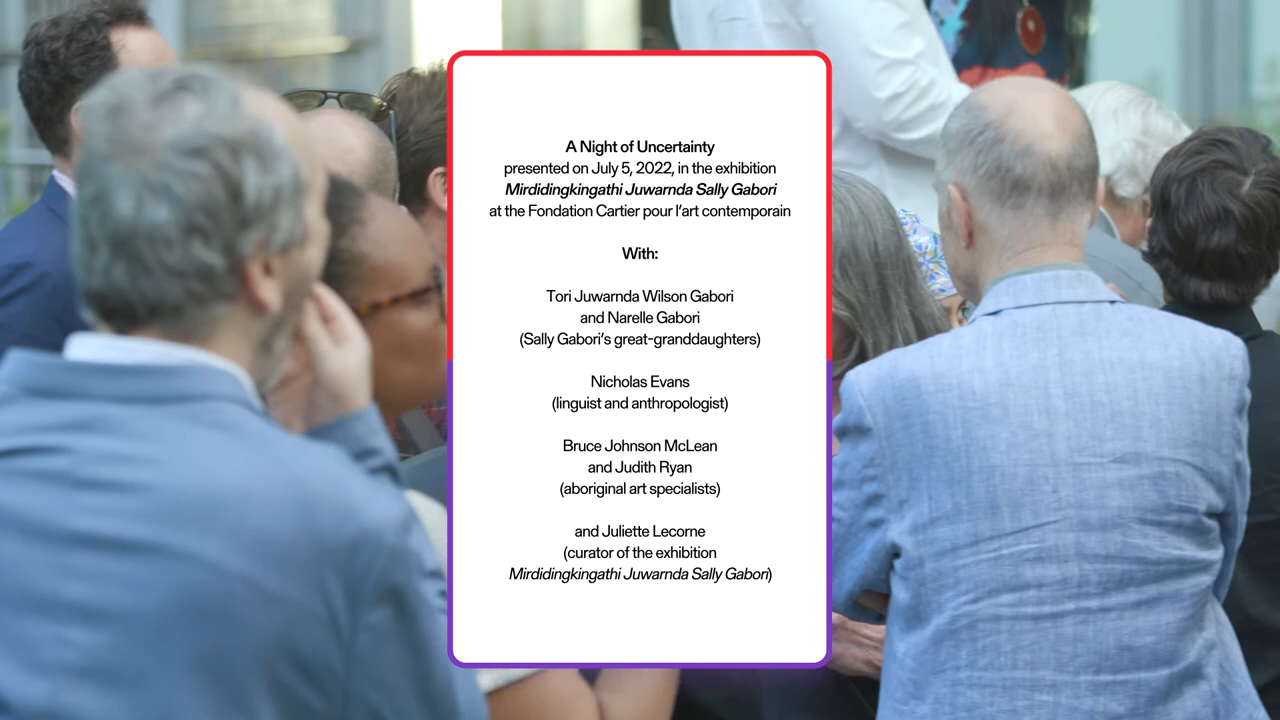 A Night of Uncertainty
presented on July 5, 2022, in the exhibition
Mirdidingkingathi Juwarnda Sally Gabori
at the Fondation Cartier pour l’art contemporain
With:
Tori Juwarnda Wilson Gabori
and Narelle Gabori
(Sally Gabori’s great-granddaughters)
Nicholas Evans
(linguist and anthropologist)
Bruce Johnson McLean
and Judith Ryan
(aboriginal art specialists)
and Juliette Lecorne
(curator of the exhibition
Mirdidingkingathi Juwarnda Sally Gabori)